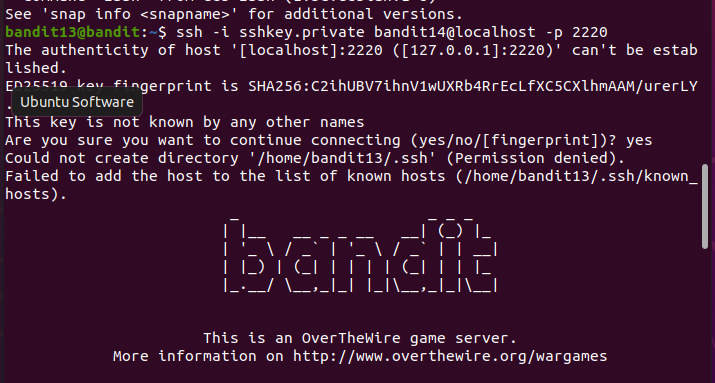 See 'snap info <snapname>' for additional versions.
bandit13@bandit:~$ ssh -i sshkey.private bandit14@localhost -p 2220
The authenticity of host '[localhost]:2220 ([127.0.0.1]:2220)' can't be estab
lished.
ED25519 key fingerprint is SHA256:C2ihUBV7ihnV1wUXRb4RrEcLfXC5CXlhmAAM/urerLY
.
Ubuntu Software
This key is not known by any other names
Are you sure you want to continue connecting (yes/no/[fingerprint])? yes
Could not create directory '/home/bandit13/.ssh' (Permission denied).
Failed to add the host to the list of known hosts (/home/bandit13/.ssh/known_
hosts).
bandit
This is an OverTheWire game server.
More information on http://www.overthewire.org/wargames